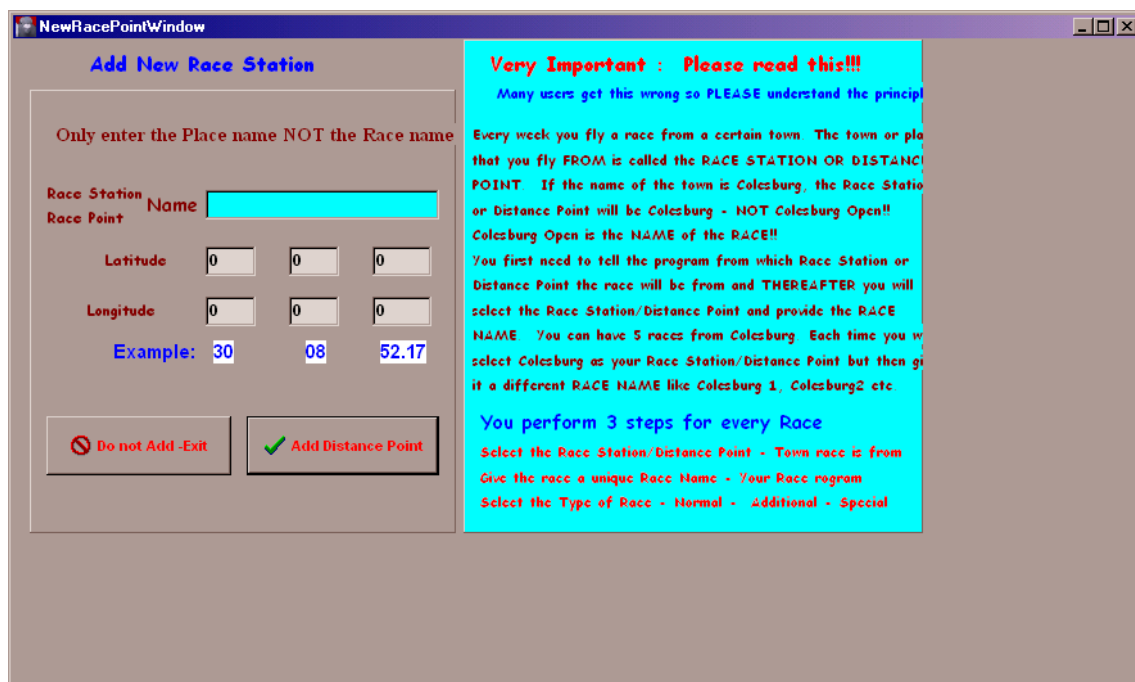 NewRacePointWindow
Add New Race Station
Only enter the Place name NOT the Race name
Race Station
Race Point
Name
Latitude 0 0 0
Longitude 0 0 0
Example: 30 08 52.17
Do not Add -Exit
Add Distance Point
Very Important : Please read this!!!
Many users get this wrong so PLEASE understand the principl
Every week you fly a race from a certain town. The town or pla
that you fly FROM is called the RACE STATION OR DISTANC
POINT. If the name of the town is Colesburg, the Race Statio
or Distance Point will be Colesburg - NOT Colesburg Open!!
Colesburg Open is the NAME of the RACE!!
You first need to tell the program from which Race Station or
Distance Point the race will be from and THEREAFTER you will
select the Race Station/Distance Point and provide the RACE
NAME. You can have 5 races from Colesburg. Each time you w
select Colesburg as your Race Station/Distance Point but then gi
it a different RACE NAME like Colesburg 1, Colesburg2 etc
You perform 3 steps for every Race
Select the Race Station/Distance Point - Town race is from
Give the race a unique Race Name - Your Race rogram
Select the Type of Race - Normal - Additional - Special